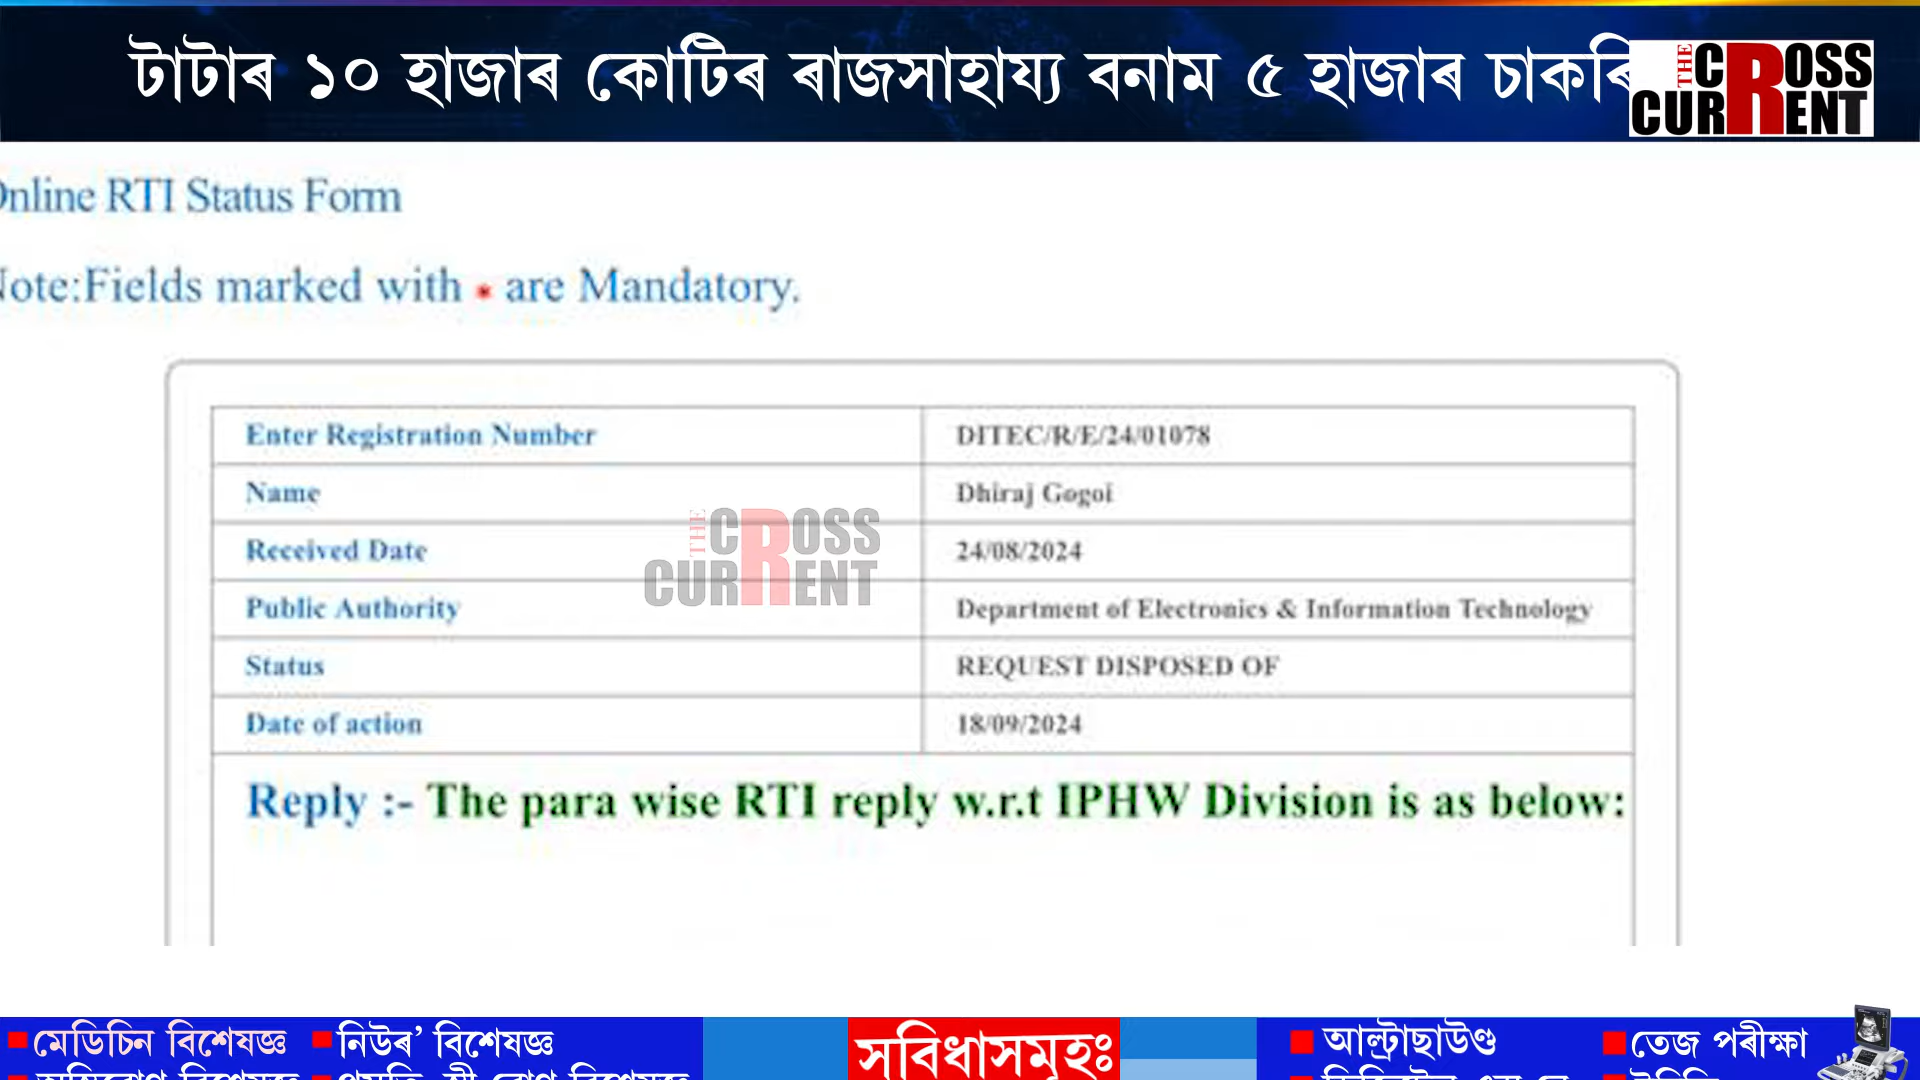 টাটাৰ ১০ হাজাৰ কোটিৰ ৰাজসাহায্য বনাম ৫ হাজাৰ চাকৰি
THE CROSS CURRENT
Online RTI Status Form
Note:Fields marked with * are Mandatory.
Enter Registration Number DITEC/R/E/24/01078
Name Dhiraj Gogoi
Received Date 24/08/2024
THE CROSS CURRENT
Public Authority Department of Electronics & Information Technology
Status REQUEST DISPOSED OF
Date of action 18/09/2024
Reply :- The para wise RTI reply w.r.t IPHW Division is as below:
মেডিচিন বিশেষজ্ঞ নিউৰ’ বিশেষজ্ঞ
সুবিধাসমূহঃ
আল্ট্ৰাছাউণ্ড তেজ পৰীক্ষা